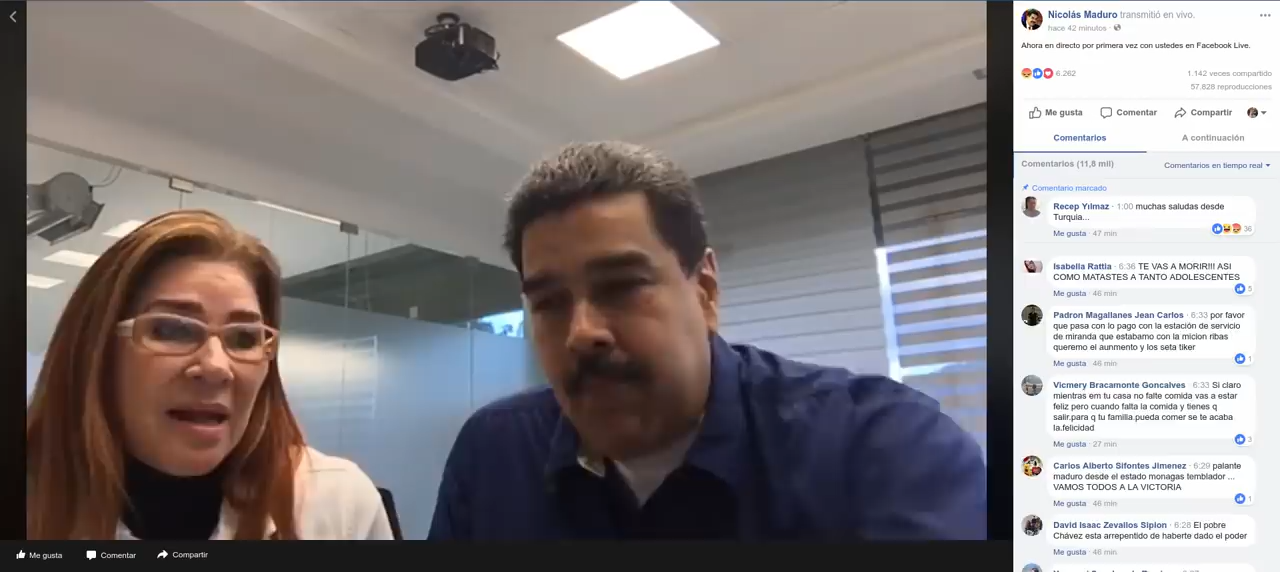 Nicolás Maduro transmitió en vivo.
hace 42 minutos ·
Ahora en directo por primera vez con ustedes en Facebook Live.
6.262
1.142 veces compartido
57.828 reproducciones
Me gusta
Comentar
Compartir
Comentarios
A continuación
Comentarios (11,8 mil)
Comentarios en tiempo real
Comentario marcado
Recep Yılmaz · 1:00 muchas saludas desde
Turquia...
36
Me gusta · 47 min
Isabella Rattia · 6:36 TE VAS A MORIR!!! ASI
COMO MATASTES A TANTO ADOLESCENTES
5
Me gusta · 46 min
Padron Magallanes Jean Carlos · 6:33 por favor
que pasa con lo pago con la estación de servicio
de miranda que estabamo con la micion ribas
queremo el aunmento y los seta tiker
1
Me gusta · 46 min
Vicmery Bracamonte Goncalves · 6:33 Si claro
mientras em tu casa no falte comida vas a estar
feliz pero cuando falta la comida y tienes q
salir.para q tu familla.pueda comer se te acaba
la.felicidad
3
Me gusta · 27 min
Carlos Alberto Sifontes Jimenez · 6:29 palante
maduro desde el estado monagas temblador ...
VAMOS TODOS A LA VICTORIA
1
Me gusta · 46 min
David Isaac Zevallos Sipion · 6:28 El pobre
Chávez esta arrepentido de haberte dado el poder
Me gusta · 46 min
Me gusta
Comentar
Compartir